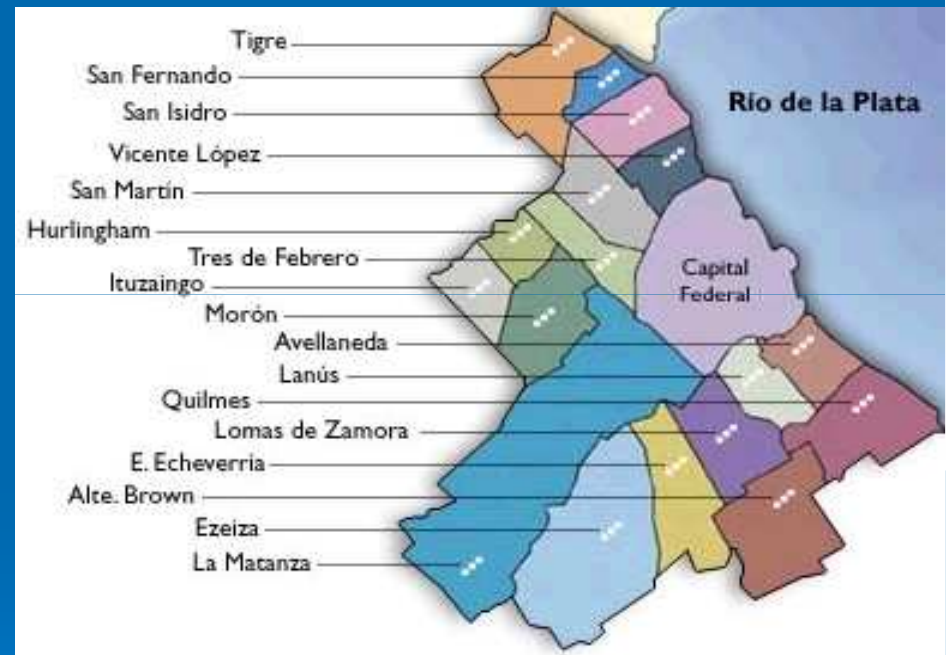 Tigre
San Fernando
San Isidro
Río de la Plata
Vicente López
San Martín
Hurlingham
Tres de Febrero
Capital
Federal
Ituzaingo
Morón
Avellaneda
Lanús
Quilmes
Lomas de Zamora
E. Echeverría
Alte. Brown
Ezeiza
La Matanza